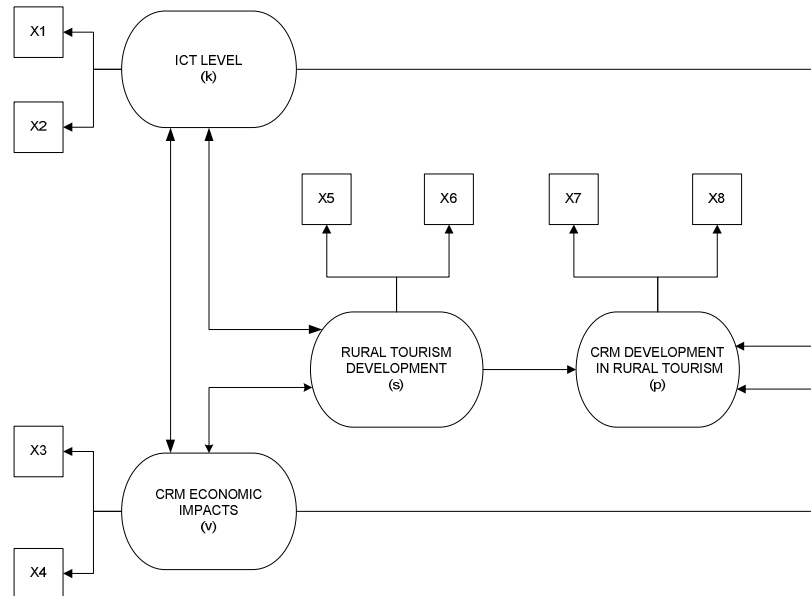 X1
ICT LEVEL
(k)
X2
X5
X6
X7
X8
RURAL TOURISM
DEVELOPMENT
(s)
CRM DEVELOPMENT
IN RURAL TOURISM
(p)
X3
CRM ECONOMIC
IMPACTS
(v)
X4